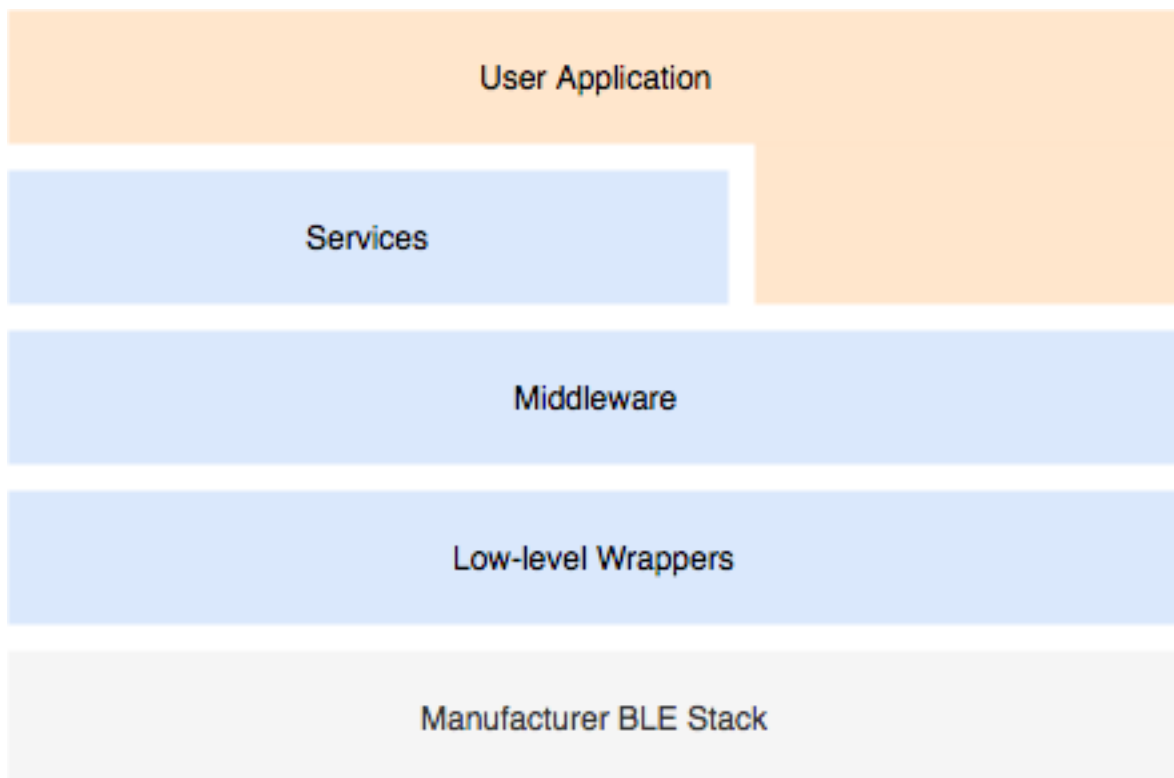 User Application
Services
Middleware
Low-level Wrappers
Manufacturer BLE Stack